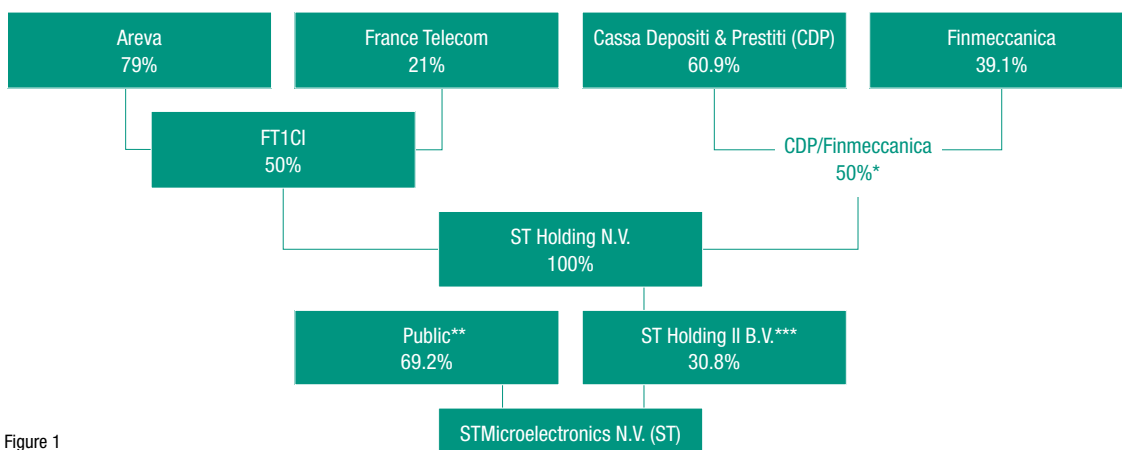 Areva
79%
France Telecom
21%
Cassa Depositi & Prestiti (CDP)
60.9%
Finmeccanica
39.1%
FT1CI
50%
CDP/Finmeccanica
50%*
ST Holding N.V.
100%
Public**
69.2%
ST Holding II B.V.***
30.8%
STMicroelectronics N.V. (ST)
Figure 1